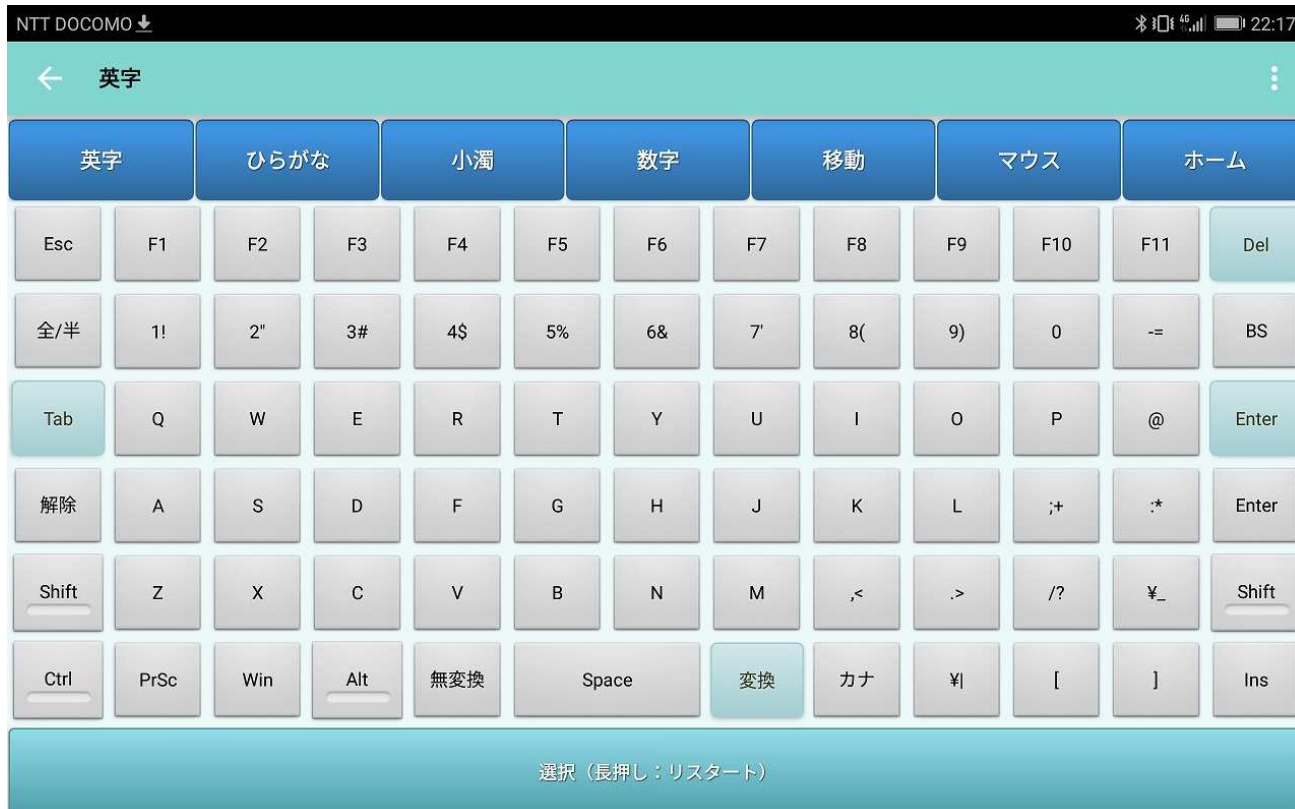 NTT DOCOMO 4G 22:17
英字
英字 ひらがな 小濁 数字 移動 マウス ホーム
Esc F1 F2 F3 F4 F5 F6 F7 F8 F9 F10 F11 Del
全/半 1! 2" 3# 4$ 5% 6& 7' 8( 9) 0 -= BS
Tab Q W E R T Y U I O P @ Enter
解除 A S D F G H J K L ;+ :* Enter
Shift Z X C V B N M ,< .> /? ¥_ Shift
Ctrl PrSc Win Alt 無変換 Space 変換 カナ ¥| [ ] Ins
選択（長押し：リスタート）